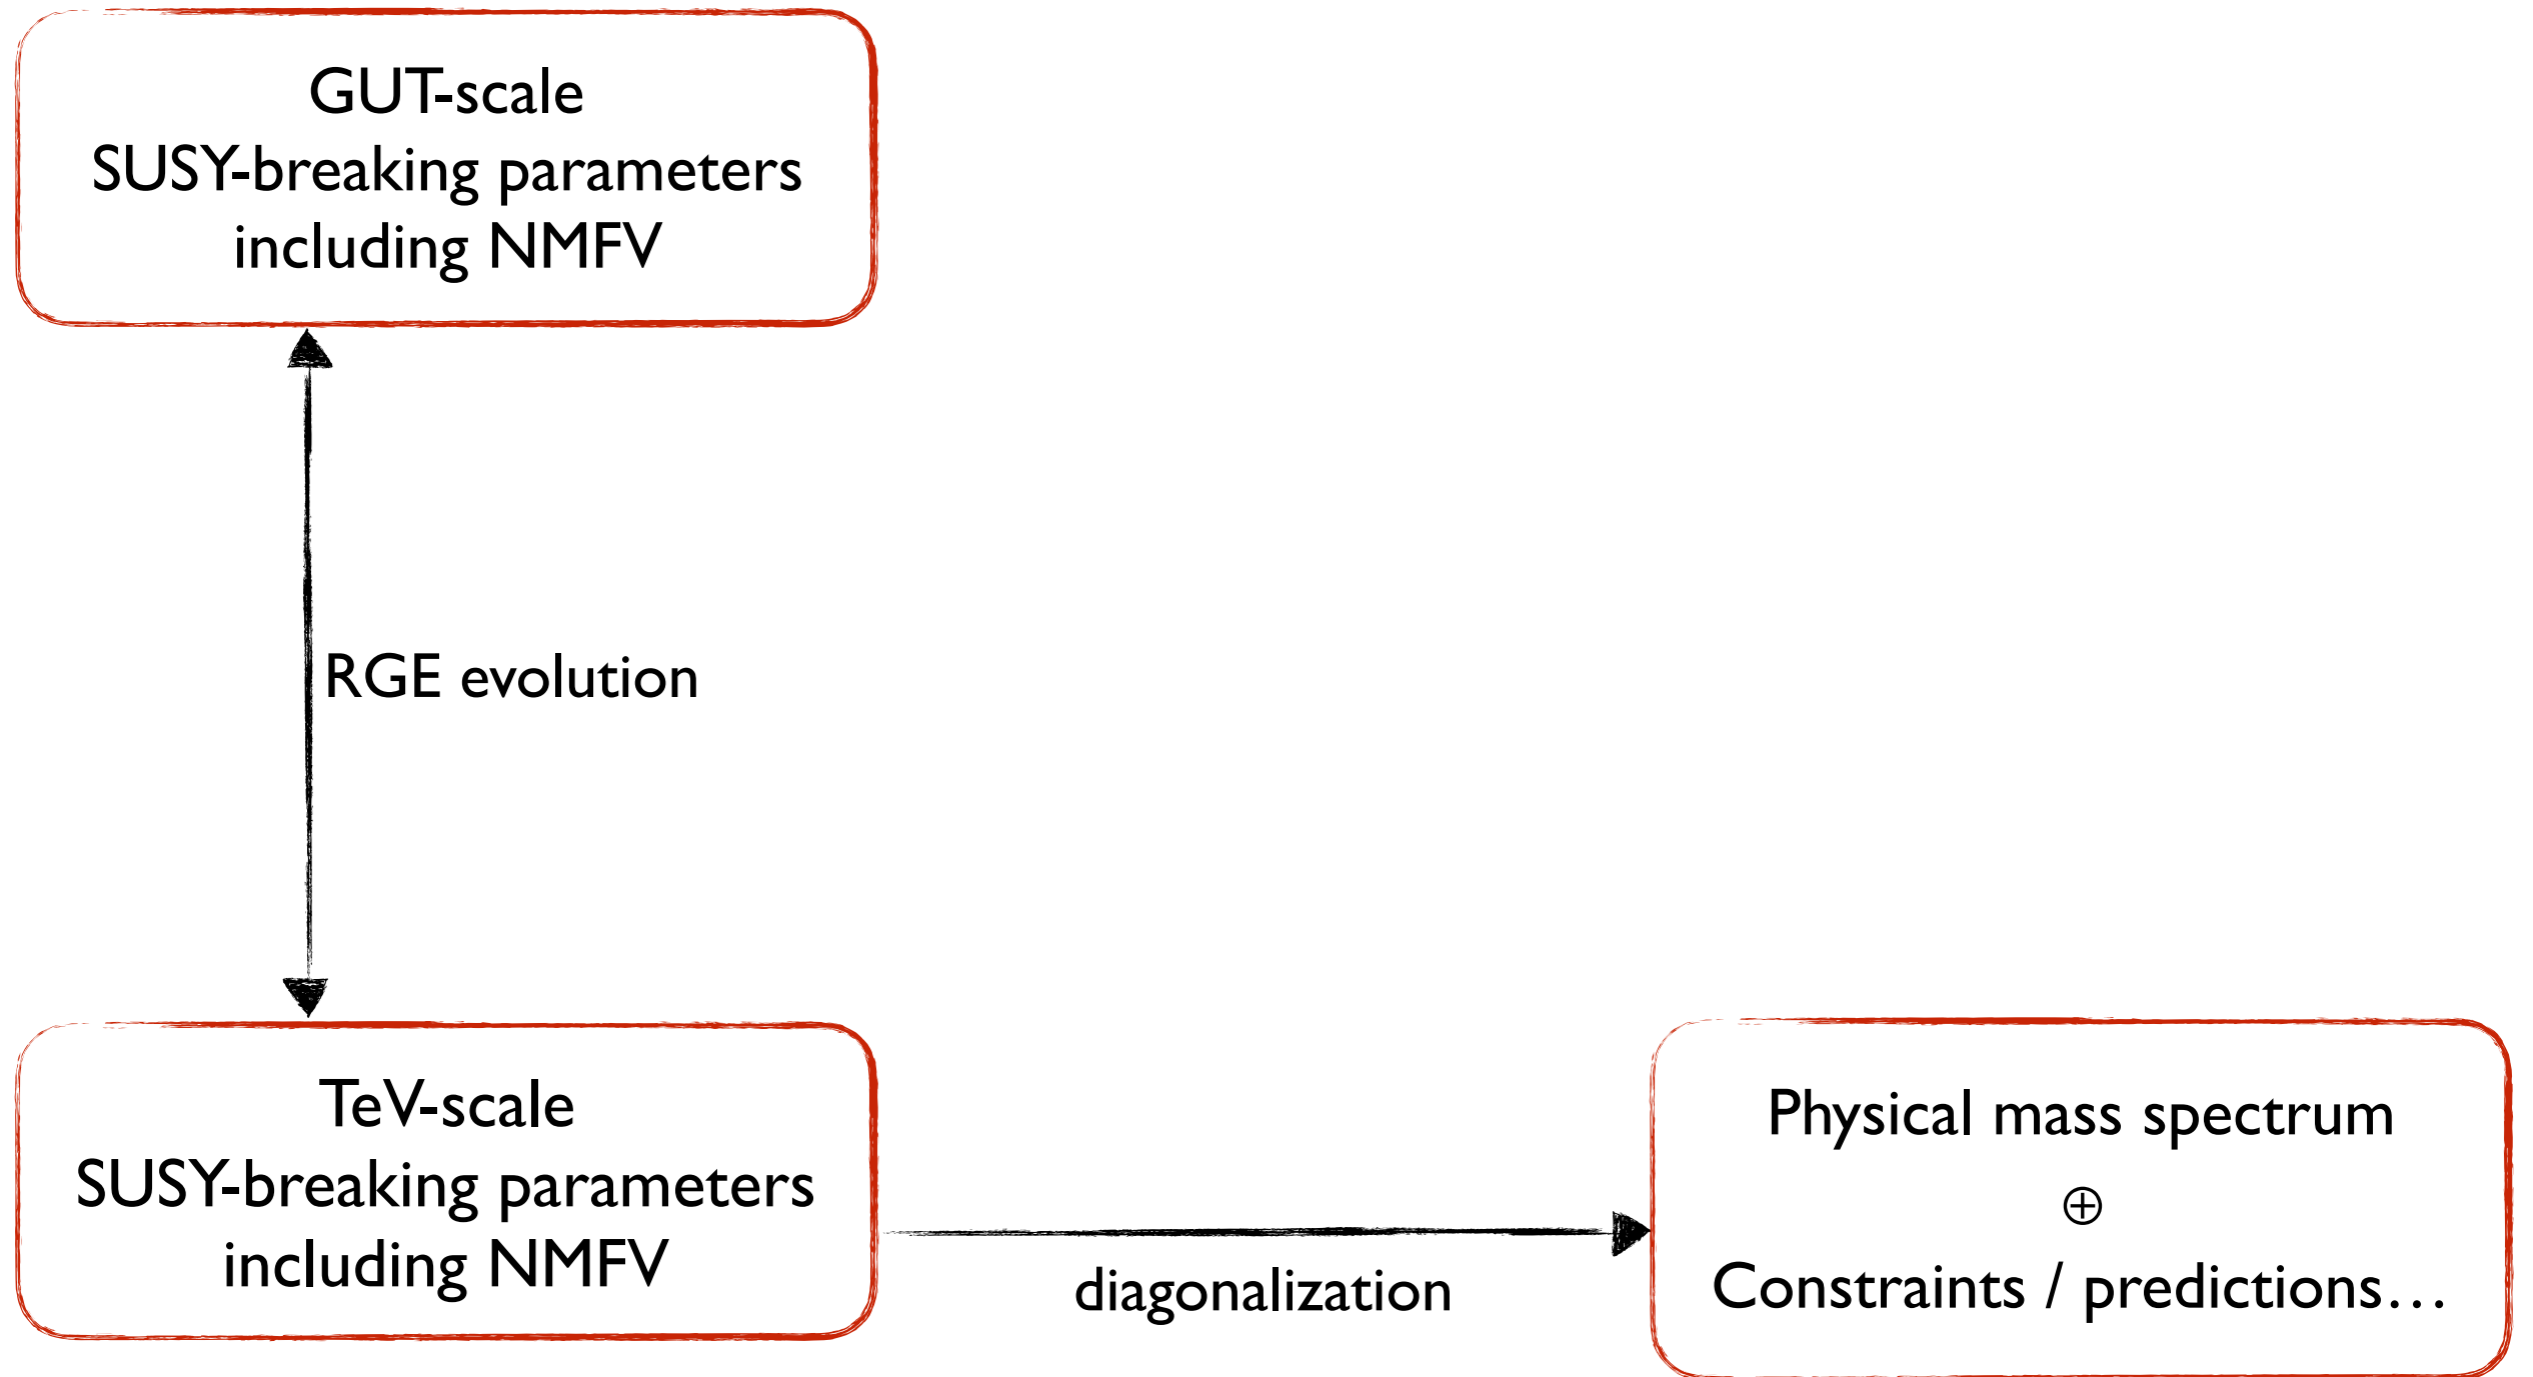 GUT-scale
SUSY-breaking parameters
including NMFV
RGE evolution
TeV-scale
SUSY-breaking parameters
including NMFV
diagonalization
Physical mass spectrum
⊕
Constraints / predictions…